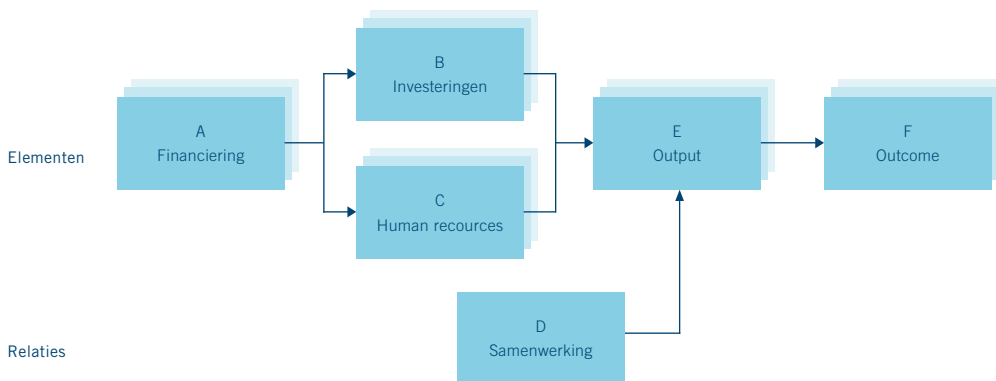 B
Investeringen
A
Financiering
E
Output
F
Outcome
Elementen
C
Human recources
D
Samenwerking
Relaties